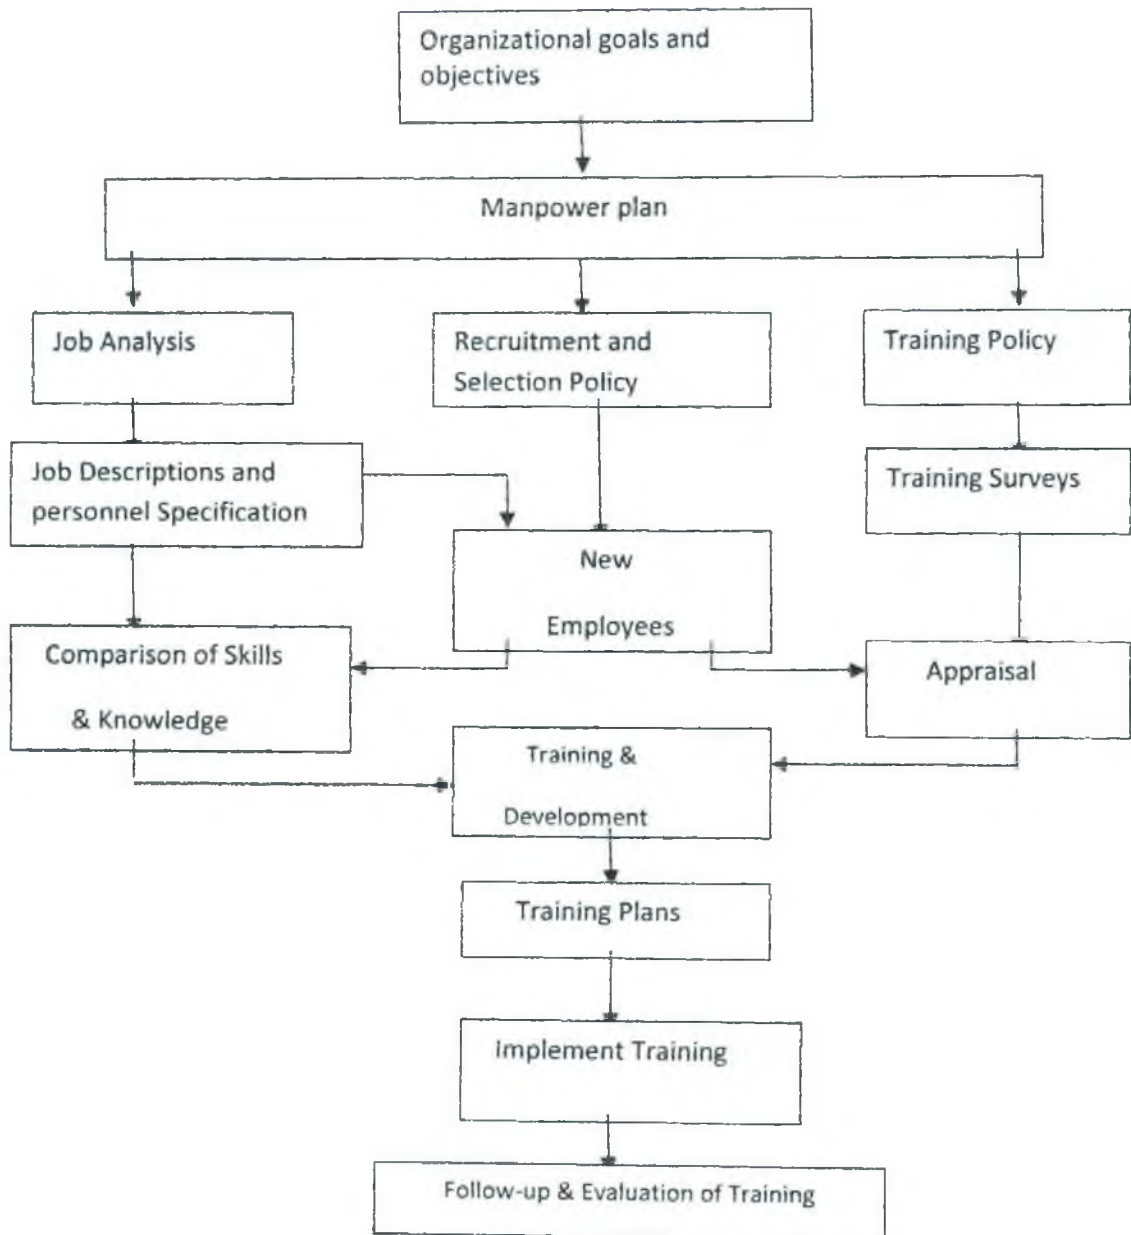 Organizational goals and
objectives
Manpower plan
Job Analysis
Recruitment and
Selection Policy
Training Policy
Job Descriptions and
personnel Specification
Training Surveys
New
Employees
Comparison of Skills
& Knowledge
Appraisal
Training &
Development
Training Plans
Implement Training
Follow-up & Evaluation of Training